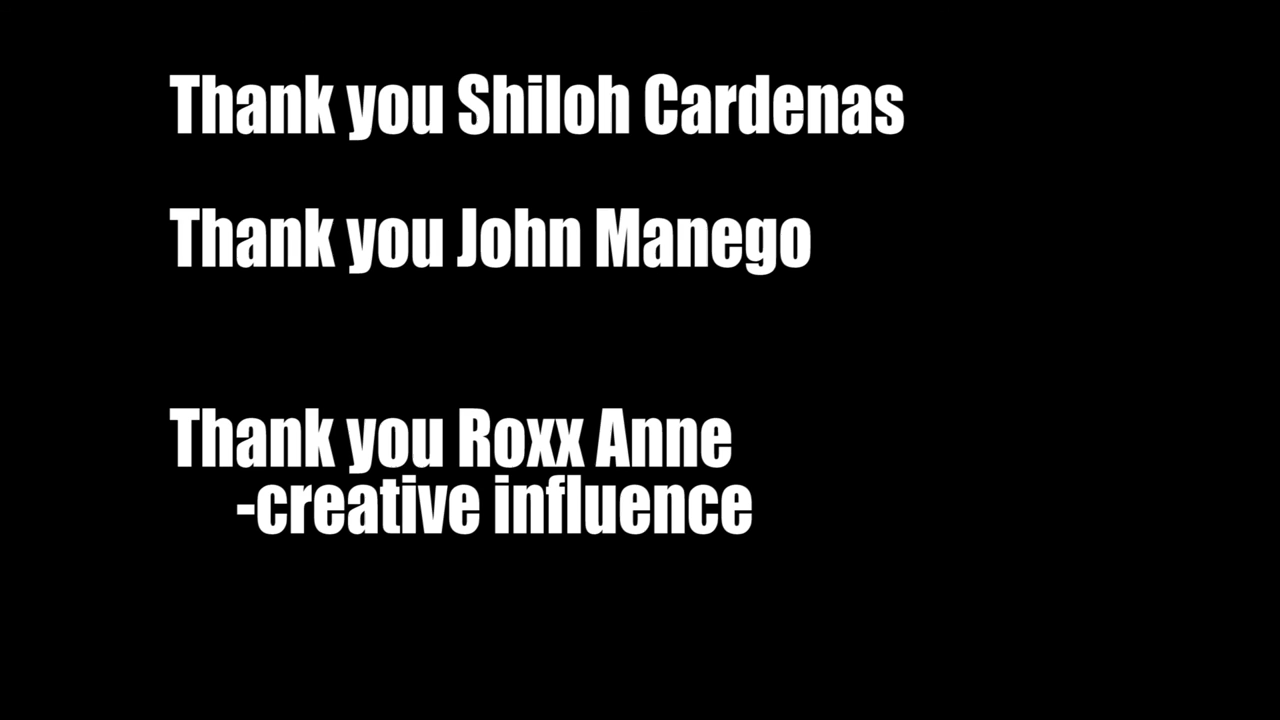 Thank you Shiloh Cardenas
Thank you John Manego
Thank you Roxx Anne
-creative influence